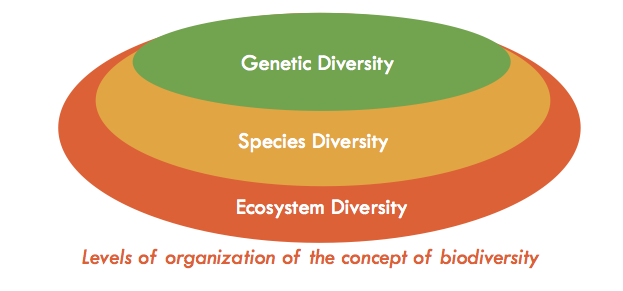 Genetic Diversity
Species Diversity
Ecosystem Diversity
Levels of organization of the concept of biodiversity